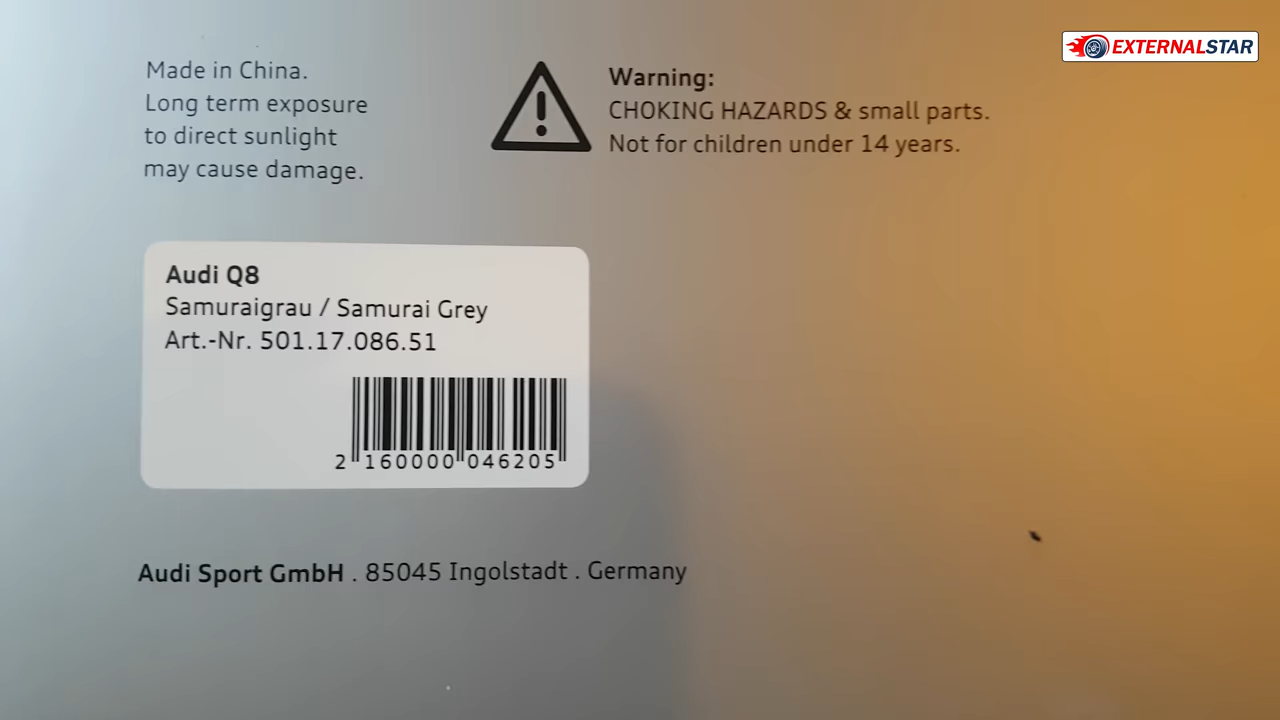 EXTERNALSTAR
Made in China.
Long term exposure
to direct sunlight
may cause damage.
Warning:
CHOKING HAZARDS & small parts.
Not for children under 14 years.
Audi Q8
Samuraigrau / Samurai Grey
Art.-Nr. 501.17.086.51
2 160000 046205
Audi Sport GmbH . 85045 Ingolstadt . Germany